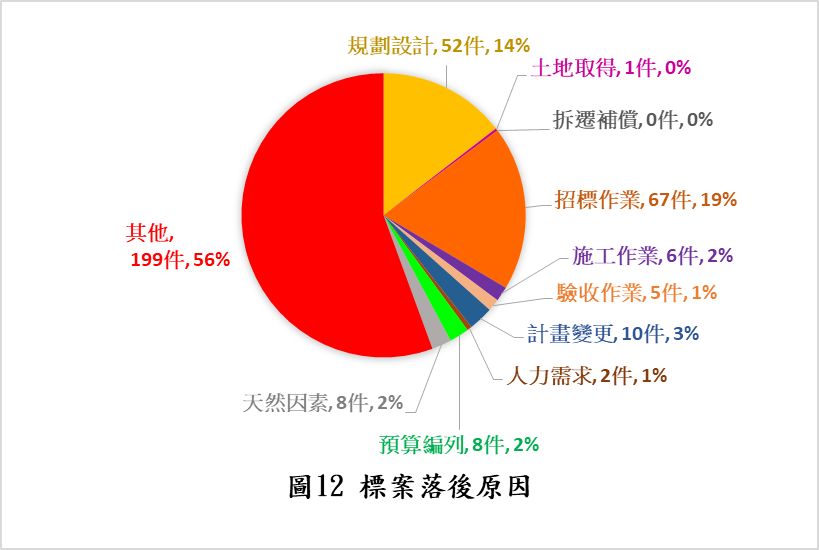 規劃設計, 52件, 14%
土地取得, 1件, 0%
拆遷補償, 0件, 0%
招標作業, 67件, 19%
施工作業, 6件, 2%
驗收作業, 5件, 1%
計畫變更, 10件, 3%
人力需求, 2件, 1%
預算編列, 8件, 2%
天然因素, 8件, 2%
其他,
199件, 56%
圖12 標案落後原因